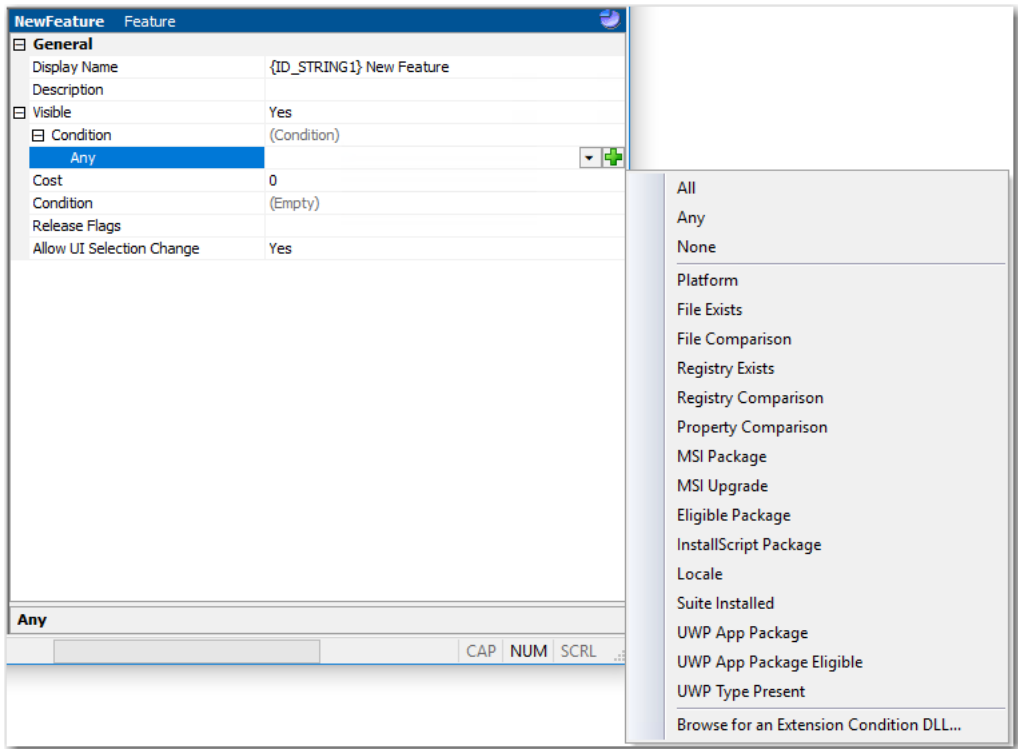 NewFeature Feature
General
Display Name {ID_STRING1} New Feature
Description
Visible Yes
Condition (Condition)
Any
Cost 0
Condition (Empty)
Release Flags
Allow UI Selection Change Yes
Any
CAP NUM SCRL
All
Any
None
Platform
File Exists
File Comparison
Registry Exists
Registry Comparison
Property Comparison
MSI Package
MSI Upgrade
Eligible Package
InstallScript Package
Locale
Suite Installed
UWP App Package
UWP App Package Eligible
UWP Type Present
Browse for an Extension Condition DLL...